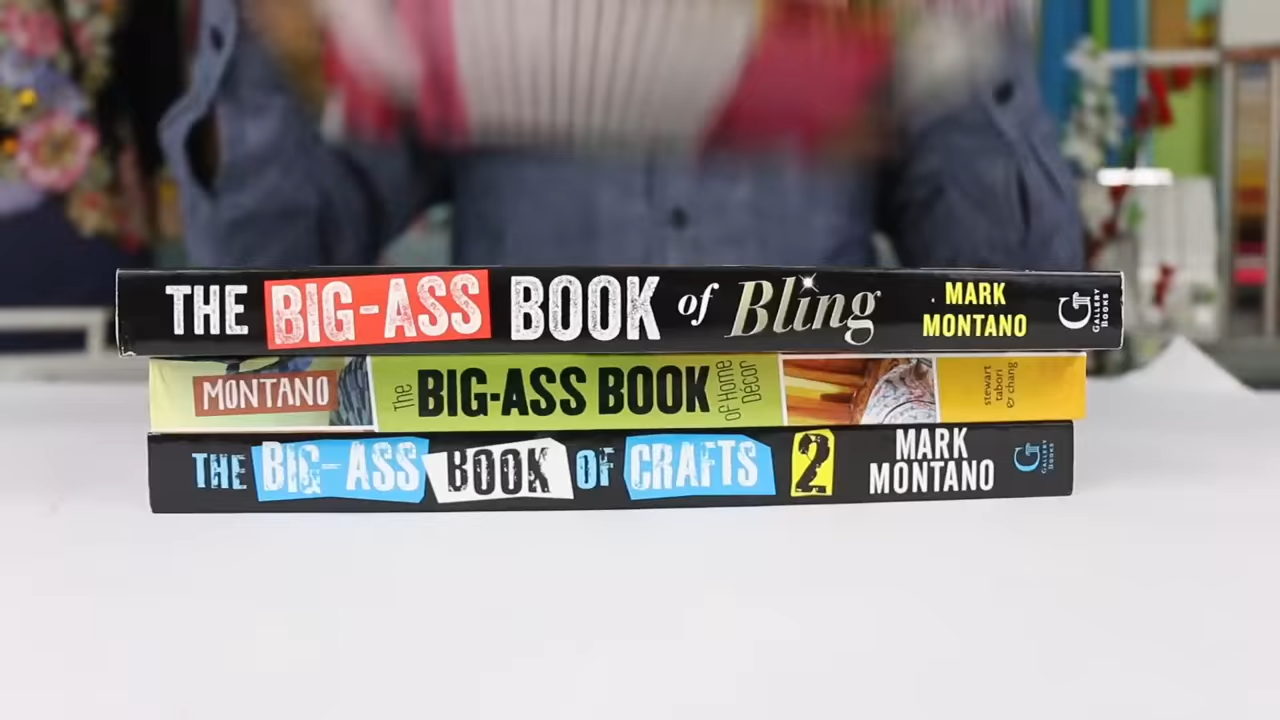 THE BIG-ASS BOOK of Bling
MARK
MONTANO
GALLERY
BOOKS
MONTANO
The
BIG-ASS BOOK
of Home
Decor
stewart
tabori
& chang
THE BIG-ASS BOOK OF CRAFTS 2
MARK
MONTANO
GALLERY
BOOKS